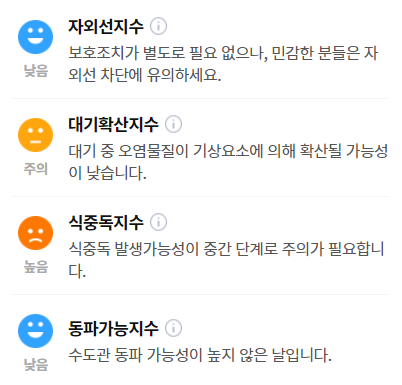 자외선지수
보호조치가 별도로 필요 없으나, 민감한 분들은 자
외선 차단에 유의하세요.
낮음
대기확산지수
대기 중 오염물질이 기상요소에 의해 확산될 가능성
이 낮습니다.
주의
식중독지수
식중독 발생가능성이 중간 단계로 주의가 필요합니
다.
높음
동파가능지수
수도관 동파 가능성이 높지 않은 날입니다.
낮음